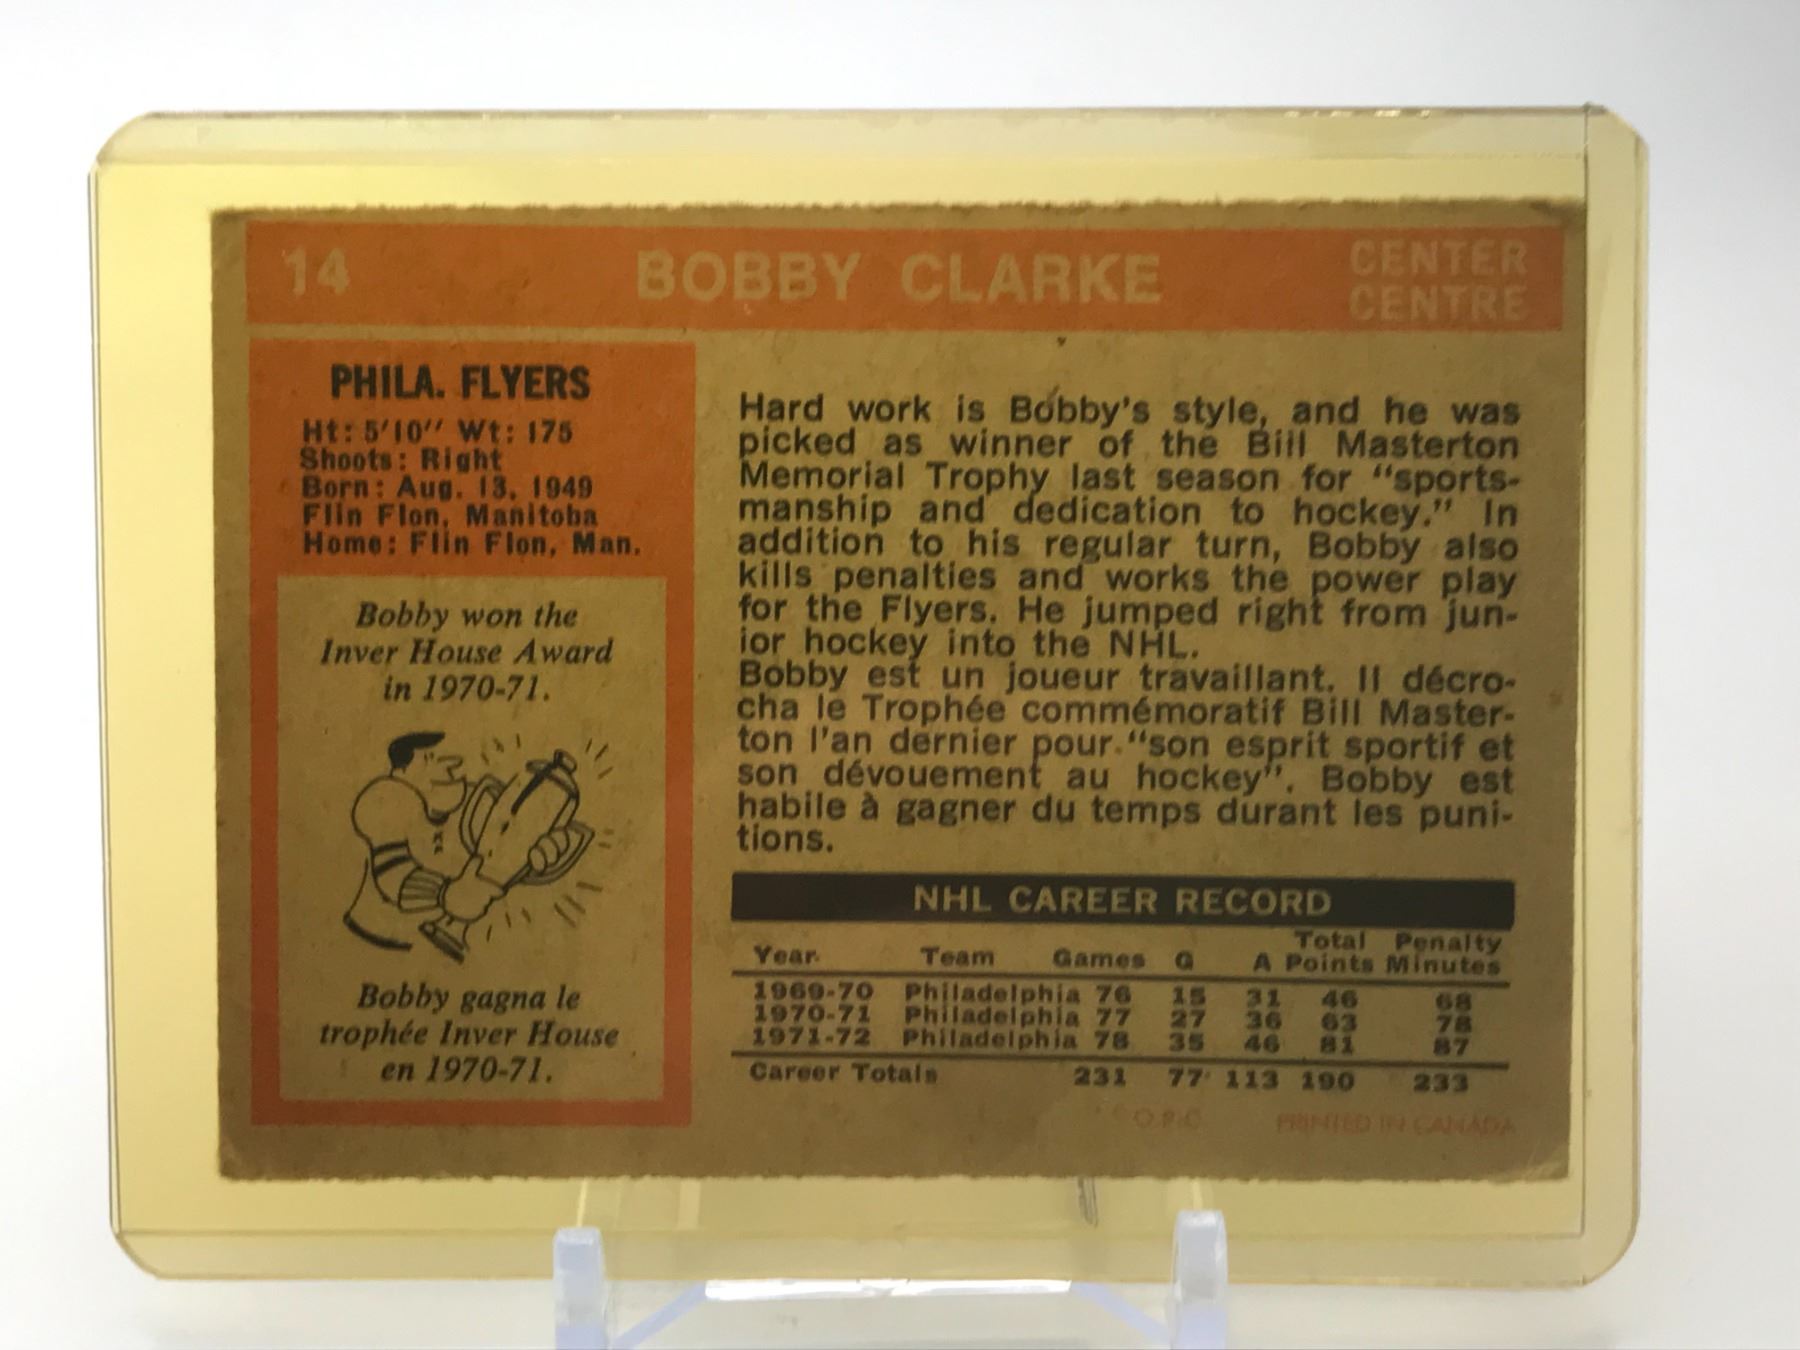 14 BOBBY CLARKE CENTER
CENTRE
PHILA. FLYERS
Ht: 5'10" Wt: 175
Shoots: Right
Born: Aug. 13, 1949
Flin Flon, Manitoba
Home: Flin Flon, Man.
Bobby won the
Inver House Award
in 1970-71.
Bobby gagna le
trophée Inver House
en 1970-71.
Hard work is Bobby's style, and he was
picked as winner of the Bill Masterton
Memorial Trophy last season for "sports-
manship and dedication to hockey." In
addition to his regular turn, Bobby also
kills penalties and works the power play
for the Flyers. He jumped right from jun-
ior hockey into the NHL.
Bobby est un joueur travaillant. Il décro-
cha le Trophée commémoratif Bill Master-
ton l'an dernier pour "son esprit sportif et
son dévouement au hockey". Bobby est
habile à gagner du temps durant les puni-
tions.
NHL CAREER RECORD
Total Penalty
Year Team Games G A Points Minutes
1969-70 Philadelphia 76 15 31 46 68
1970-71 Philadelphia 77 27 36 63 78
1971-72 Philadelphia 78 35 46 81 87
Career Totals 231 77 113 190 233
© O.P.C. PRINTED IN CANADA